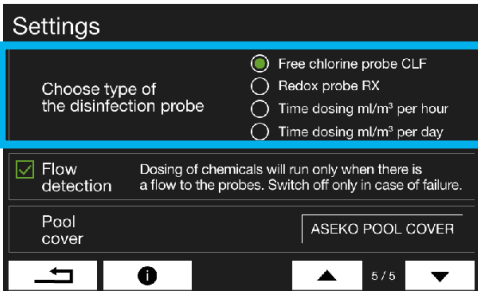 Settings
Choose type of
the disinfection probe
Free chlorine probe CLF
Redox probe RX
Time dosing ml/m³ per hour
Time dosing ml/m³ per day
Flow
detection
Dosing of chemicals will run only when there is
a flow to the probes. Switch off only in case of failure.
Pool
cover
ASEKO POOL COVER
i
5/5